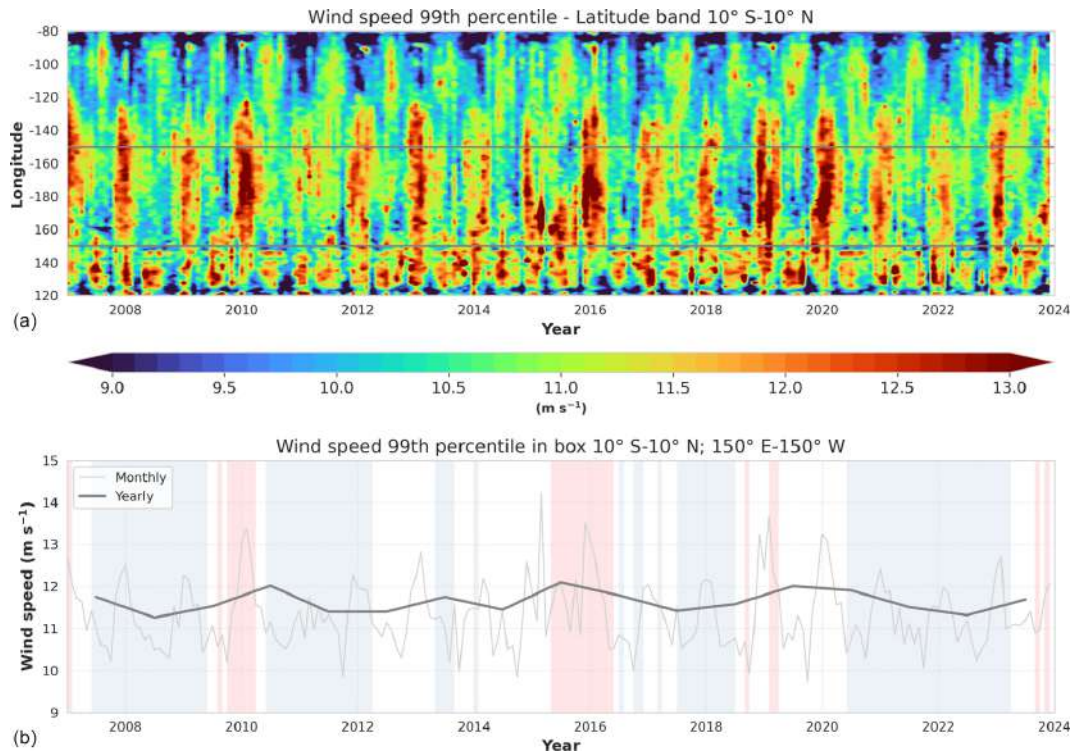 Wind speed 99th percentile - Latitude band 10° S-10° N
-80
-100
-120
-140
-160
-180
160
140
120
Longitude
2008 2010 2012 2014 2016 2018 2020 2022 2024
(a)
Year
9.0 9.5 10.0 10.5 11.0 11.5 12.0 12.5 13.0
(m s⁻¹)
Wind speed 99th percentile in box 10° S-10° N; 150° E-150° W
15
14
13
12
11
10
9
Wind speed (m s⁻¹)
Monthly
Yearly
2008 2010 2012 2014 2016 2018 2020 2022 2024
(b)
Year